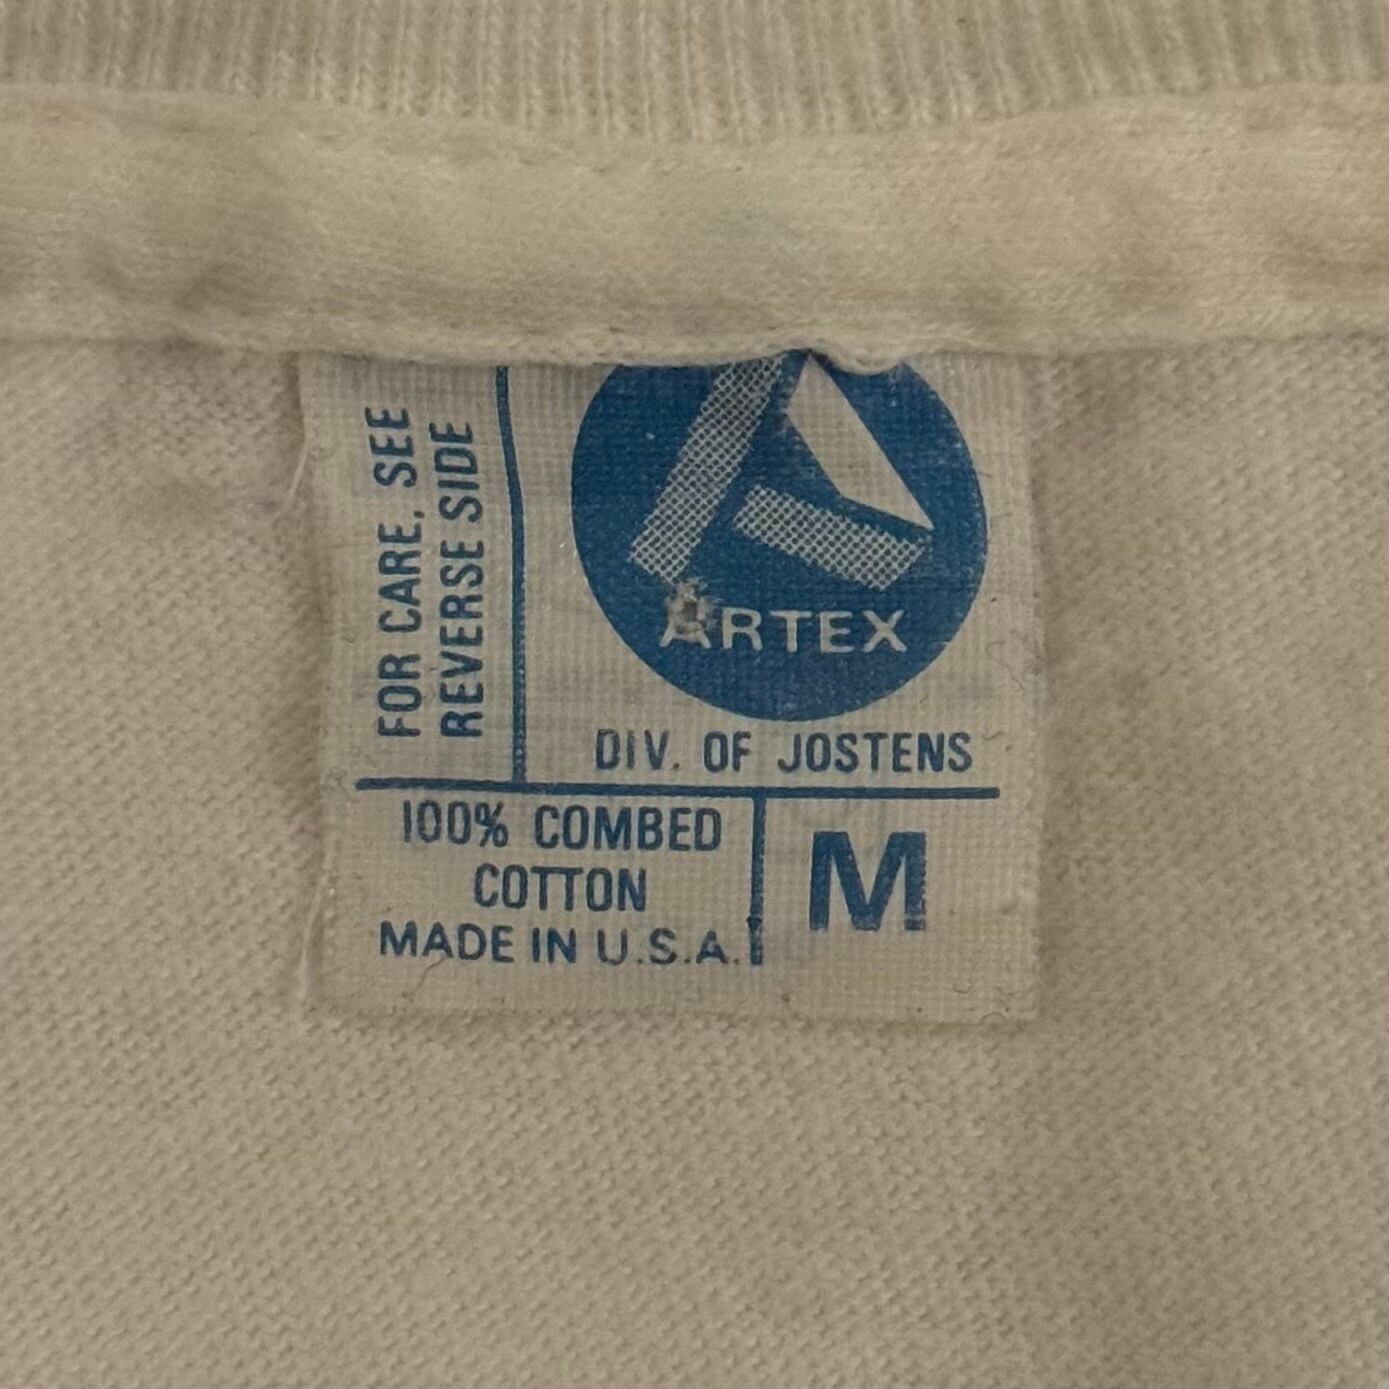 FOR CARE, SEE
REVERSE SIDE
ARTEX
DIV. OF JOSTENS
100% COMBED
COTTON
MADE IN U.S.A.
M